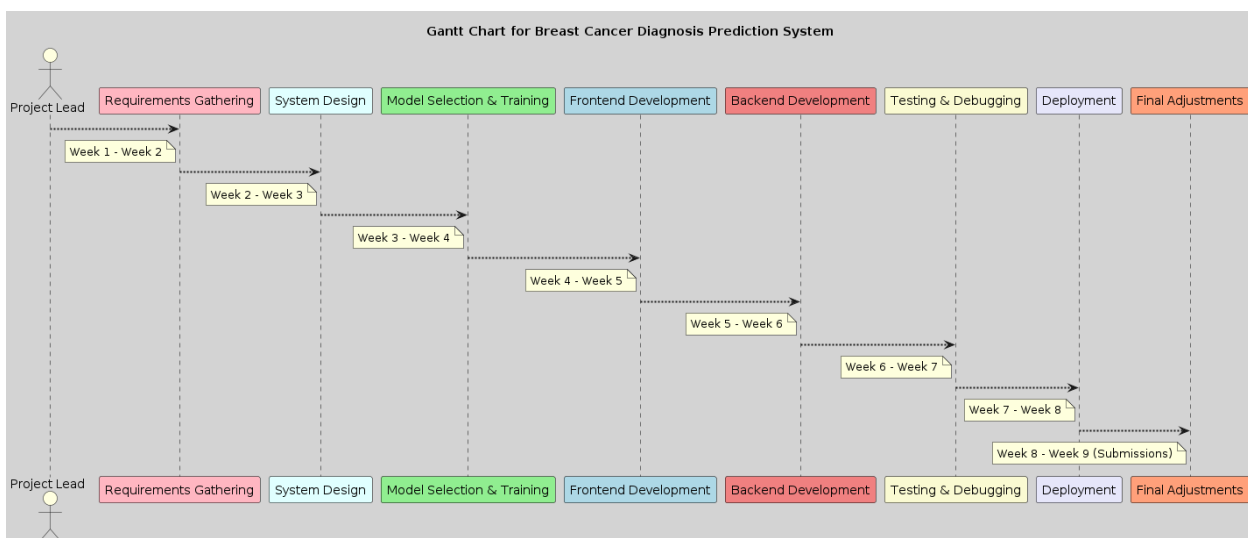 Gantt Chart for Breast Cancer Diagnosis Prediction System
Project Lead
Requirements Gathering
System Design
Model Selection & Training
Frontend Development
Backend Development
Testing & Debugging
Deployment
Final Adjustments
Week 1 - Week 2
Week 2 - Week 3
Week 3 - Week 4
Week 4 - Week 5
Week 5 - Week 6
Week 6 - Week 7
Week 7 - Week 8
Week 8 - Week 9 (Submissions)
Project Lead
Requirements Gathering
System Design
Model Selection & Training
Frontend Development
Backend Development
Testing & Debugging
Deployment
Final Adjustments